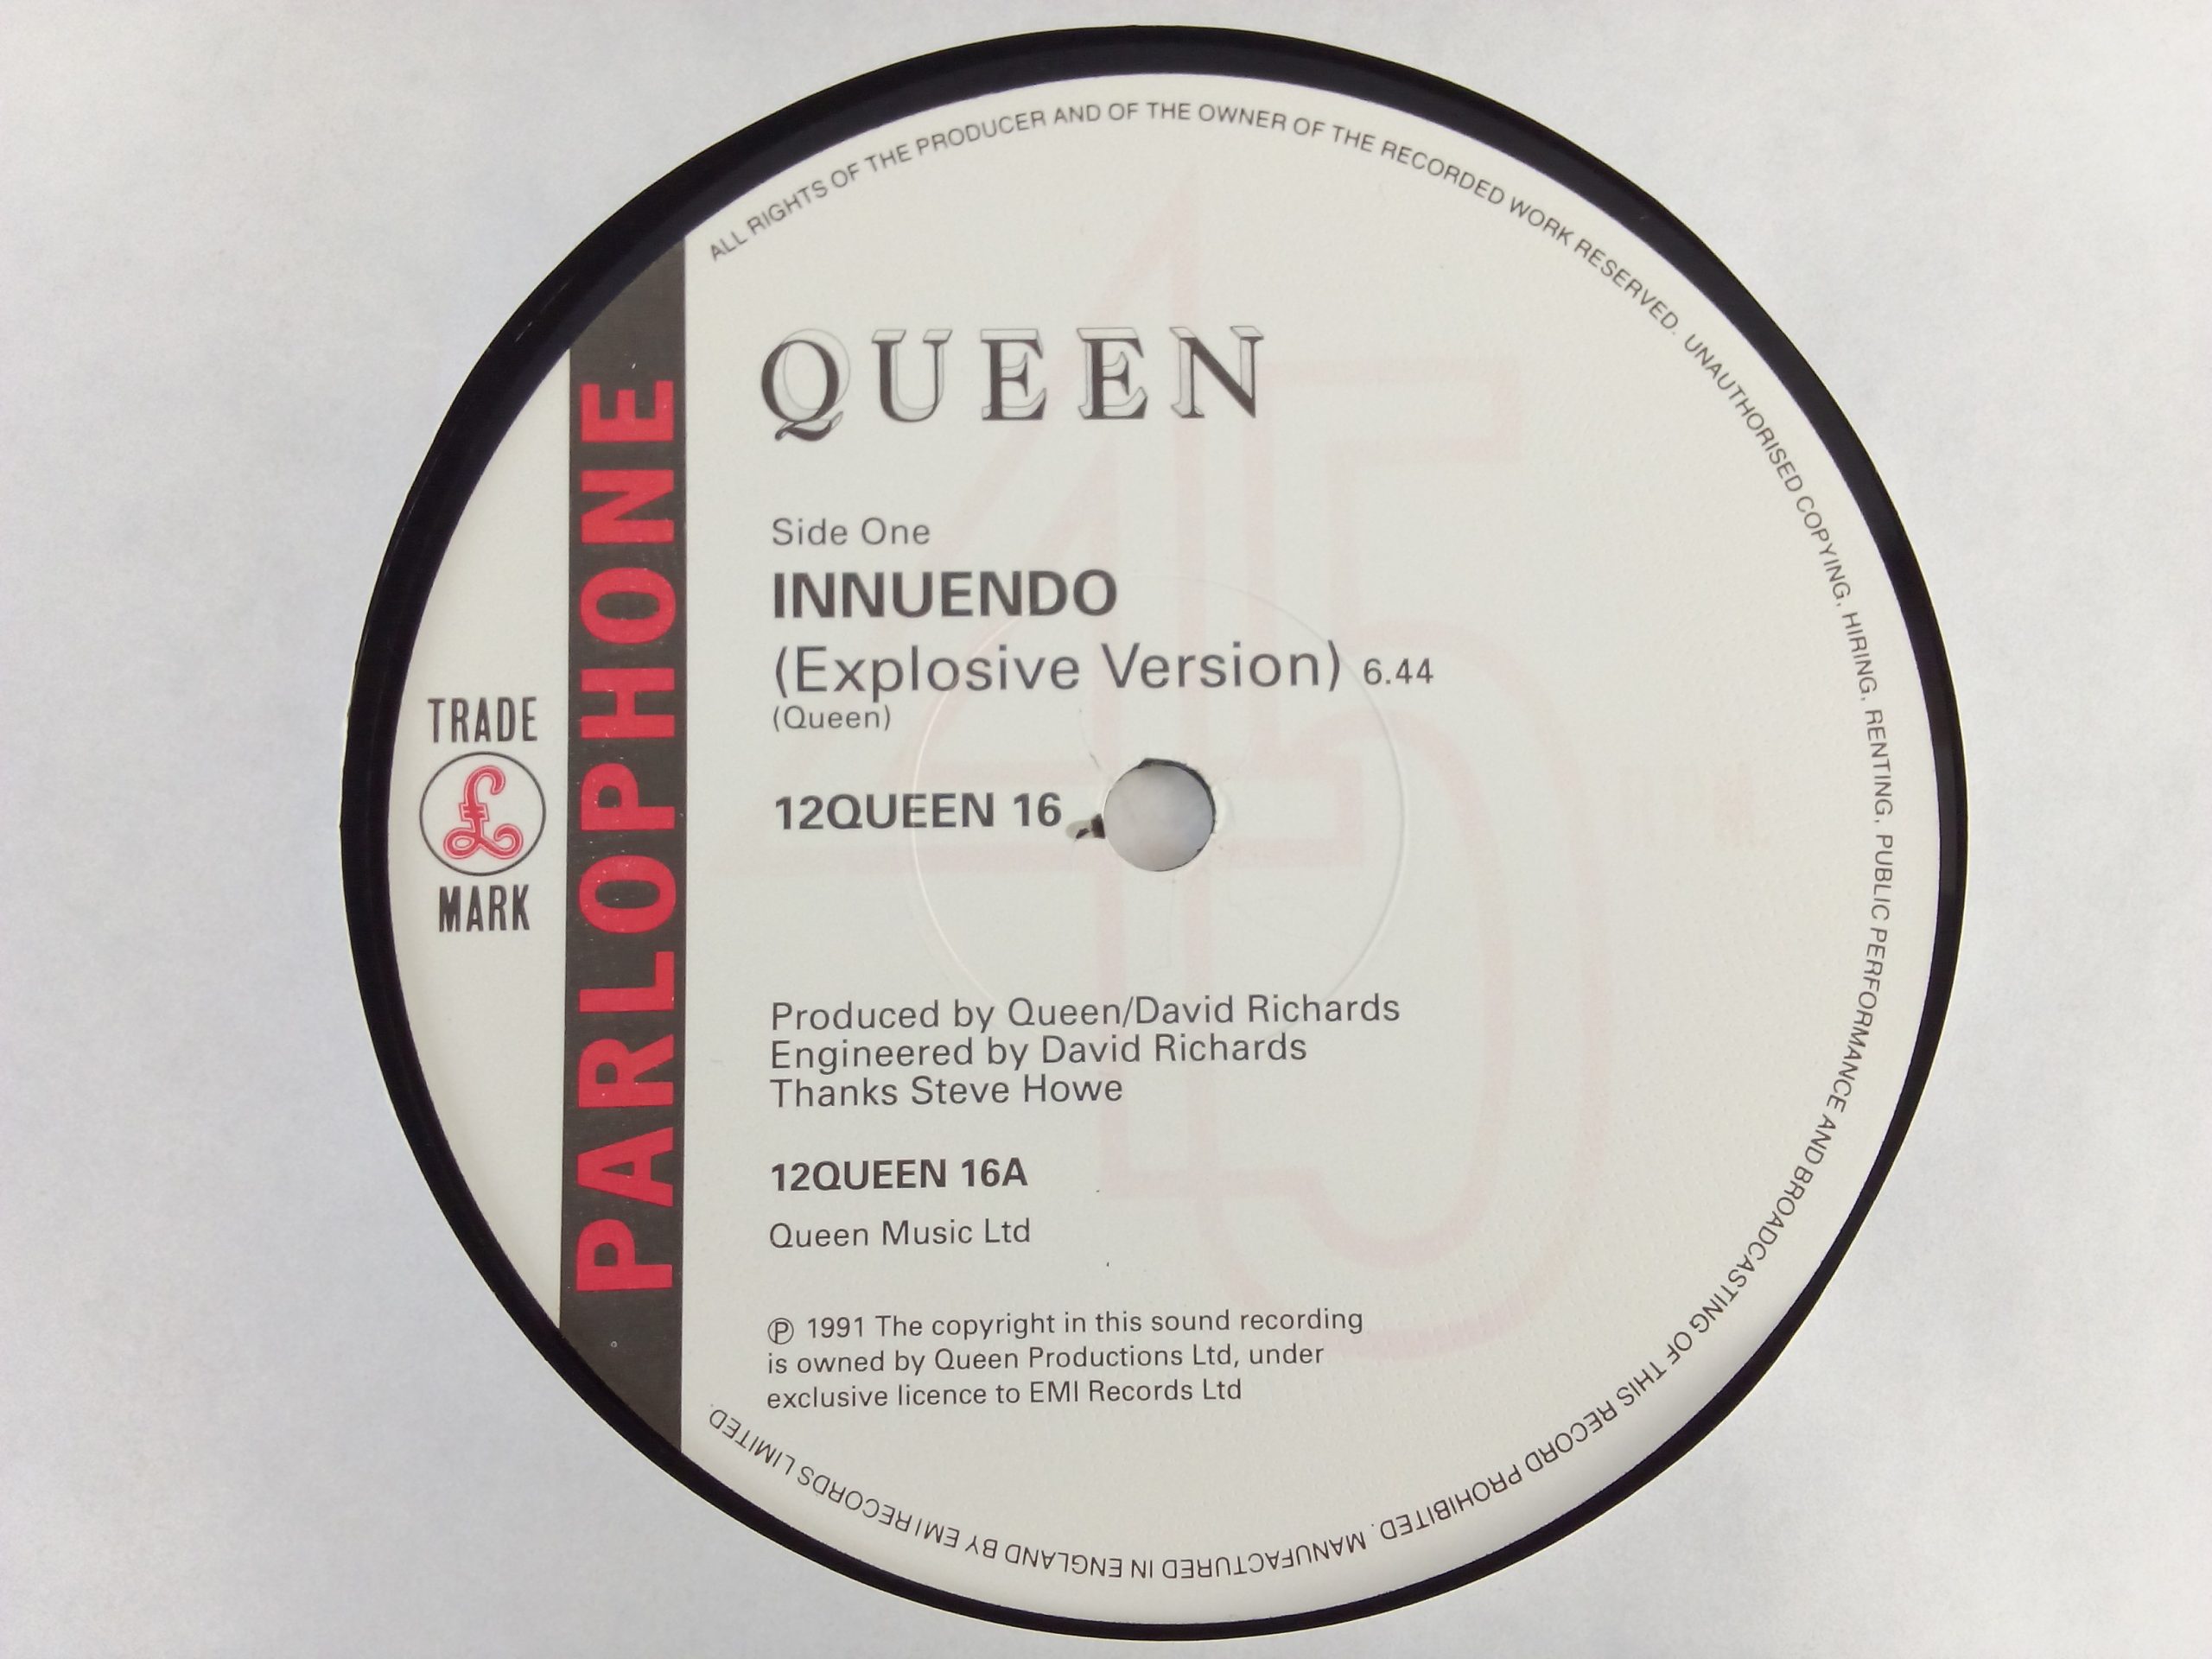 ALL RIGHTS OF THE PRODUCER AND OF THE OWNER OF THE RECORDED WORK RESERVED. UNAUTHORISED COPYING, HIRING, RENTING, PUBLIC PERFORMANCE AND BROADCASTING OF THIS RECORD PROHIBITED. MANUFACTURED IN ENGLAND BY EMI RECORDS LIMITED.
PARLOPHONE
TRADE
£
MARK
45
QUEEN
Side One
INNUENDO
(Explosive Version) 6.44
(Queen)
12QUEEN 16
Produced by Queen/David Richards
Engineered by David Richards
Thanks Steve Howe
12QUEEN 16A
Queen Music Ltd
℗ 1991 The copyright in this sound recording
is owned by Queen Productions Ltd, under
exclusive licence to EMI Records Ltd